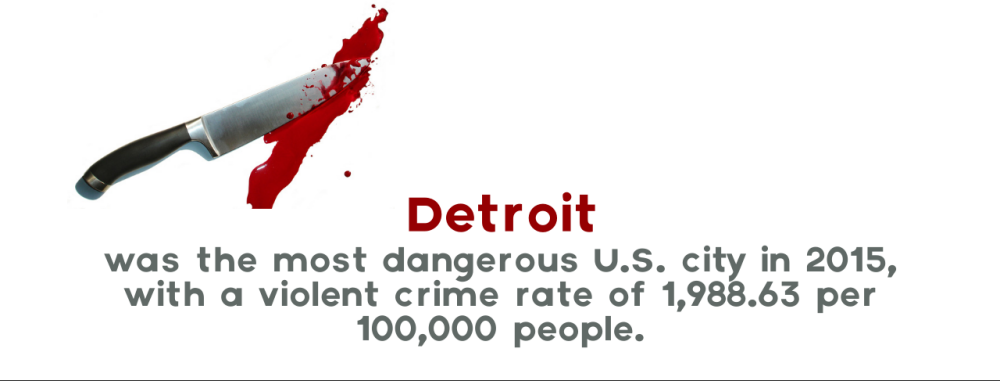 Detroit
was the most dangerous U.S. city in 2015,
with a violent crime rate of 1,988.63 per
100,000 people.